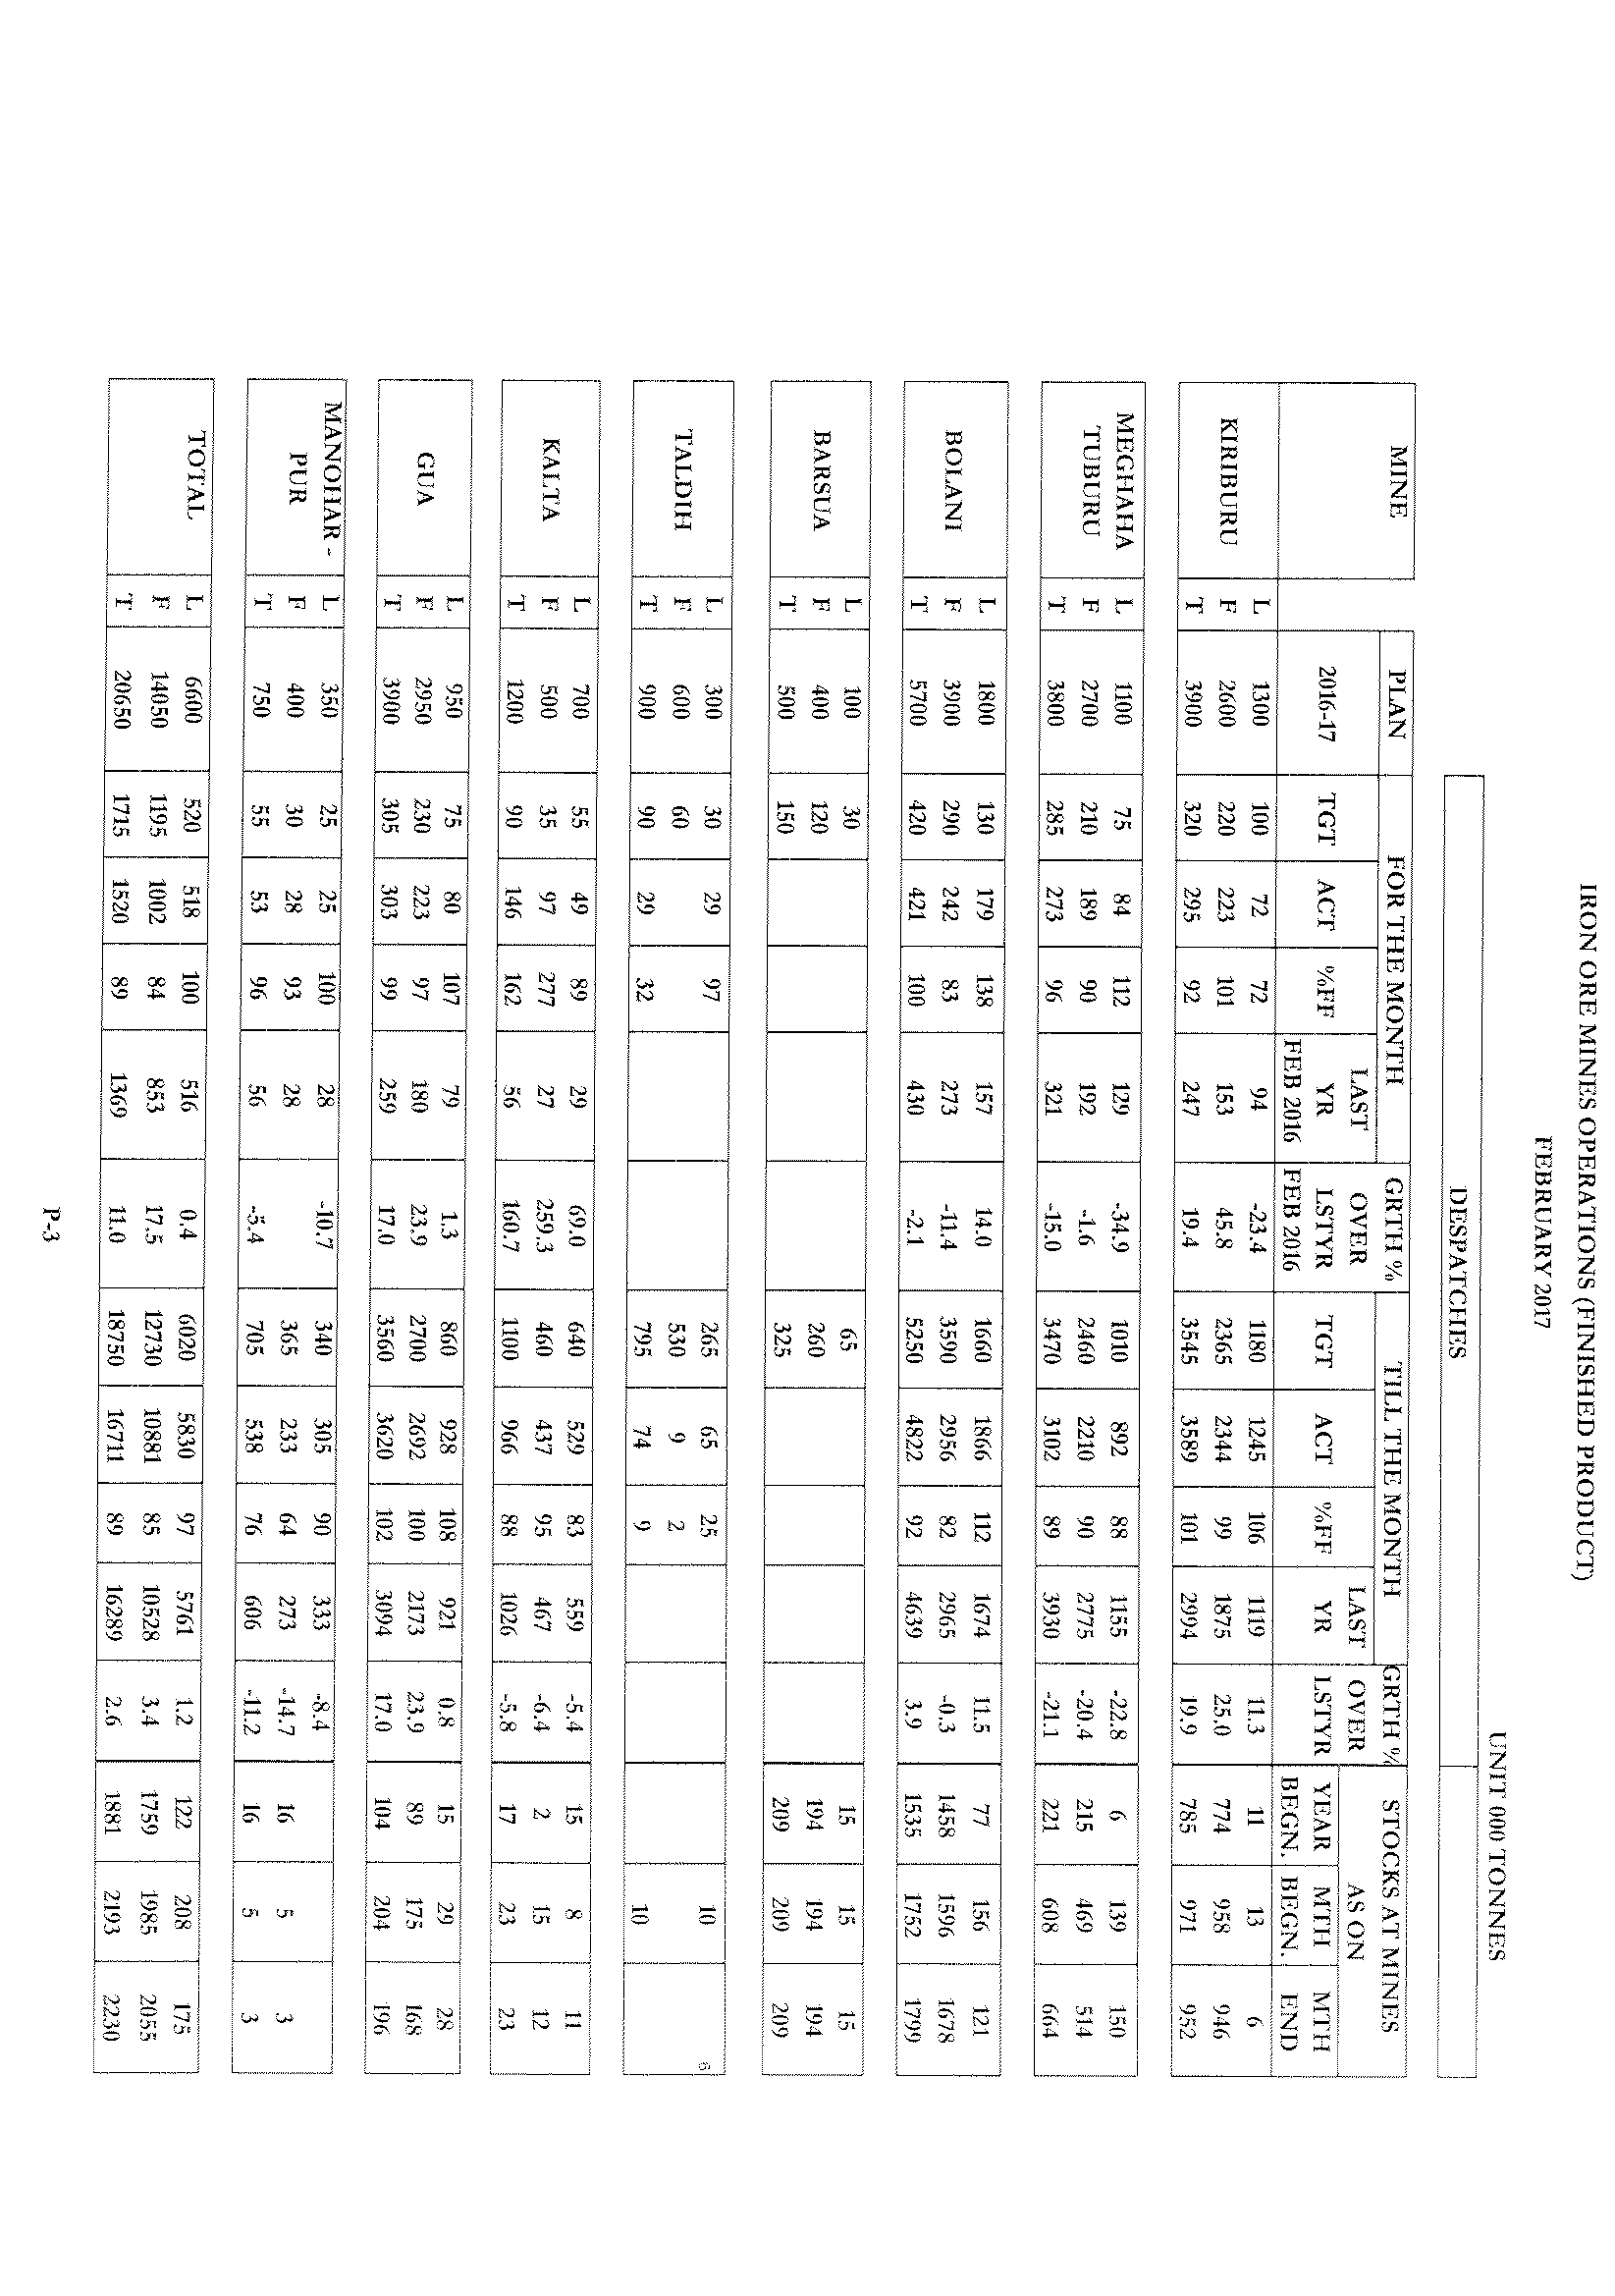 IRON ORE MINES OPERATIONS (FINISHED PRODUCT)
FEBRUARY 2017
UNIT 000 TONNES
DESPATCHES
MINE PLAN FOR THE MONTH GRTH % TILL THE MONTH GRTH % STOCKS AT MINES
2016-17 TGT ACT %FF LAST YR FEB 2016 OVER LSTYR FEB 2016 TGT ACT %FF LAST YR OVER LSTYR AS ON YEAR BEGN. MTH BEGN. MTH END
L 1300 100 72 72 94 -23.4 1180 1245 106 1119 11.3 11 13 6
KIRIBURU F 2600 220 223 101 153 45.8 2365 2344 99 1875 25.0 774 958 946
T 3900 320 295 92 247 19.4 3545 3589 101 2994 19.9 785 971 952
MEGHAHA L 1100 75 84 112 129 -34.9 1010 892 88 1155 -22.8 6 139 150
TUBURU F 2700 210 189 90 192 -1.6 2460 2210 90 2775 -20.4 215 469 514
T 3800 285 273 96 321 -15.0 3470 3102 89 3930 -21.1 221 608 664
L 1800 130 179 138 157 14.0 1660 1866 112 1674 11.5 77 156 121
BOLANI F 3900 290 242 83 273 -11.4 3590 2956 82 2965 -0.3 1458 1596 1678
T 5700 420 421 100 430 -2.1 5250 4822 92 4639 3.9 1535 1752 1799
L 100 30 65 15 15 15
BARSUA F 400 120 260 194 194 194
T 500 150 325 209 209 209
L 300 30 29 97 265 65 25 10
TALDIH F 600 60 530 9 2
T 900 90 29 32 795 74 9 10
L 700 55 49 89 29 69.0 640 529 83 559 -5.4 15 8 11
KALTA F 500 35 97 277 27 259.3 460 437 95 467 -6.4 2 15 12
T 1200 90 146 162 56 160.7 1100 966 88 1026 -5.8 17 23 23
L 950 75 80 107 79 1.3 860 928 108 921 0.8 15 29 28
GUA F 2950 230 223 97 180 23.9 2700 2692 100 2173 23.9 89 175 168
T 3900 305 303 99 259 17.0 3560 3620 102 3094 17.0 104 204 196
MANOHAR - L 350 25 25 100 28 -10.7 340 305 90 333 -8.4
PUR F 400 30 28 93 28 365 233 64 273 -14.7 16 5 3
T 750 55 53 96 56 -5.4 705 538 76 606 -11.2 16 5 3
TOTAL L 6600 520 518 100 516 0.4 6020 5830 97 5761 1.2 122 208 175
F 14050 1195 1002 84 853 17.5 12730 10881 85 10528 3.4 1759 1985 2055
T 20650 1715 1520 89 1369 11.0 18750 16711 89 16289 2.6 1881 2193 2230
P-3